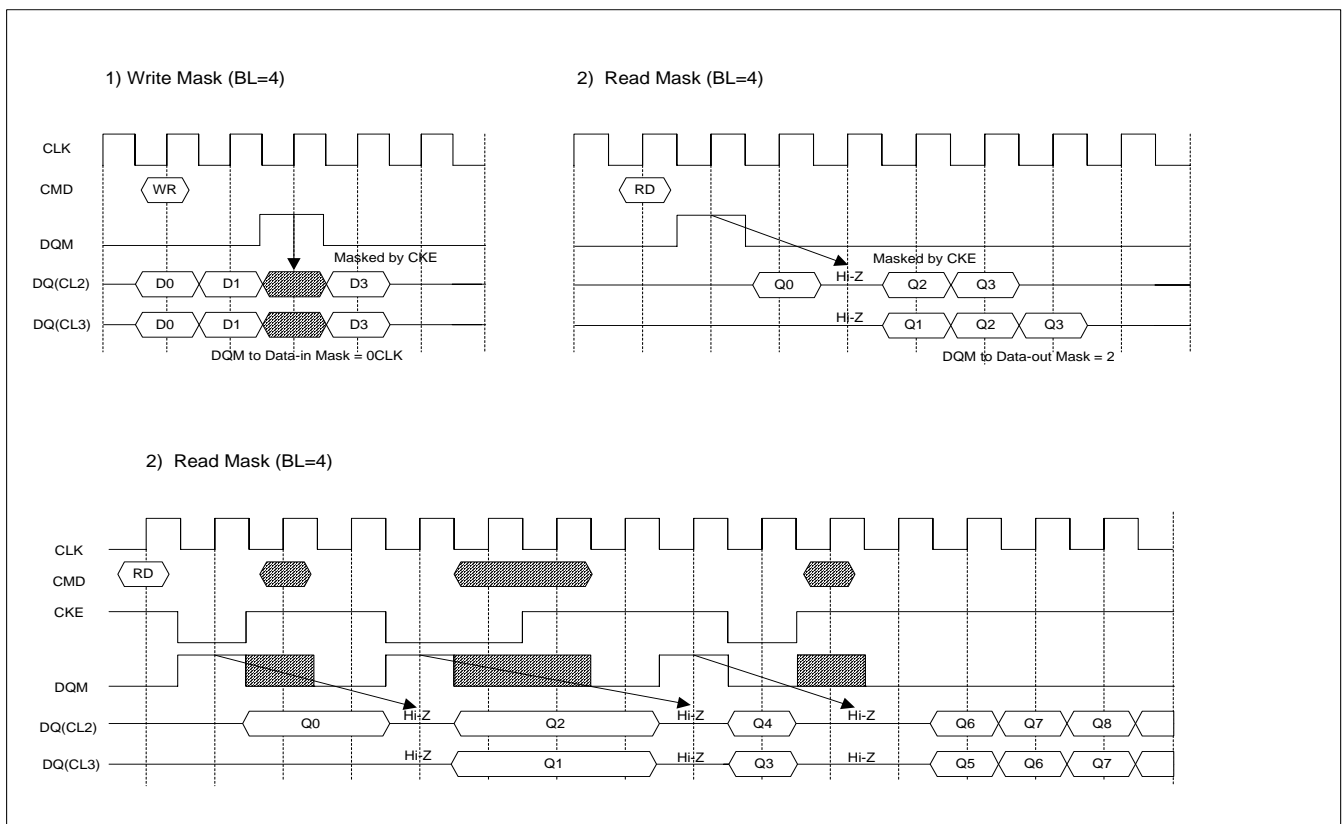 1) Write Mask (BL=4)
CLK
CMD
WR
DQM
Masked by CKE
DQ(CL2)
D0
D1
D3
DQ(CL3)
D0
D1
D3
DQM to Data-in Mask = 0CLK
2) Read Mask (BL=4)
RD
Masked by CKE
Hi-Z
Q0
Q2
Q3
Hi-Z
Q1
Q2
Q3
DQM to Data-out Mask = 2
2) Read Mask (BL=4)
CLK
CMD
RD
CKE
DQM
DQ(CL2)
Q0
Hi-Z
Q2
Hi-Z
Q4
Hi-Z
Q6
Q7
Q8
DQ(CL3)
Hi-Z
Q1
Hi-Z
Q3
Hi-Z
Q5
Q6
Q7